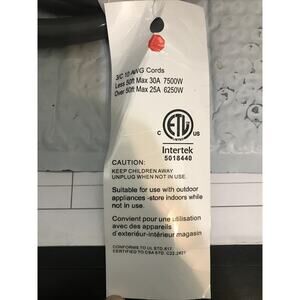 3/C 10 AWG Cords
Less 50ft Max 30A 7500W
Over 50ft Max 25A 6250W
C ETL US
Intertek
5018440
CAUTION:
KEEP CHILDREN AWAY
UNPLUG WHEN NOT IN USE.
Suitable for use with outdoor
appliances -store indoors while
not in use.
Convient pour une utilisation
avec des appareils
d'exterieur-intérieur magasin
CONFORMS TO UL STD.817
CERTIFIED TO CSA STD. C22.2#21